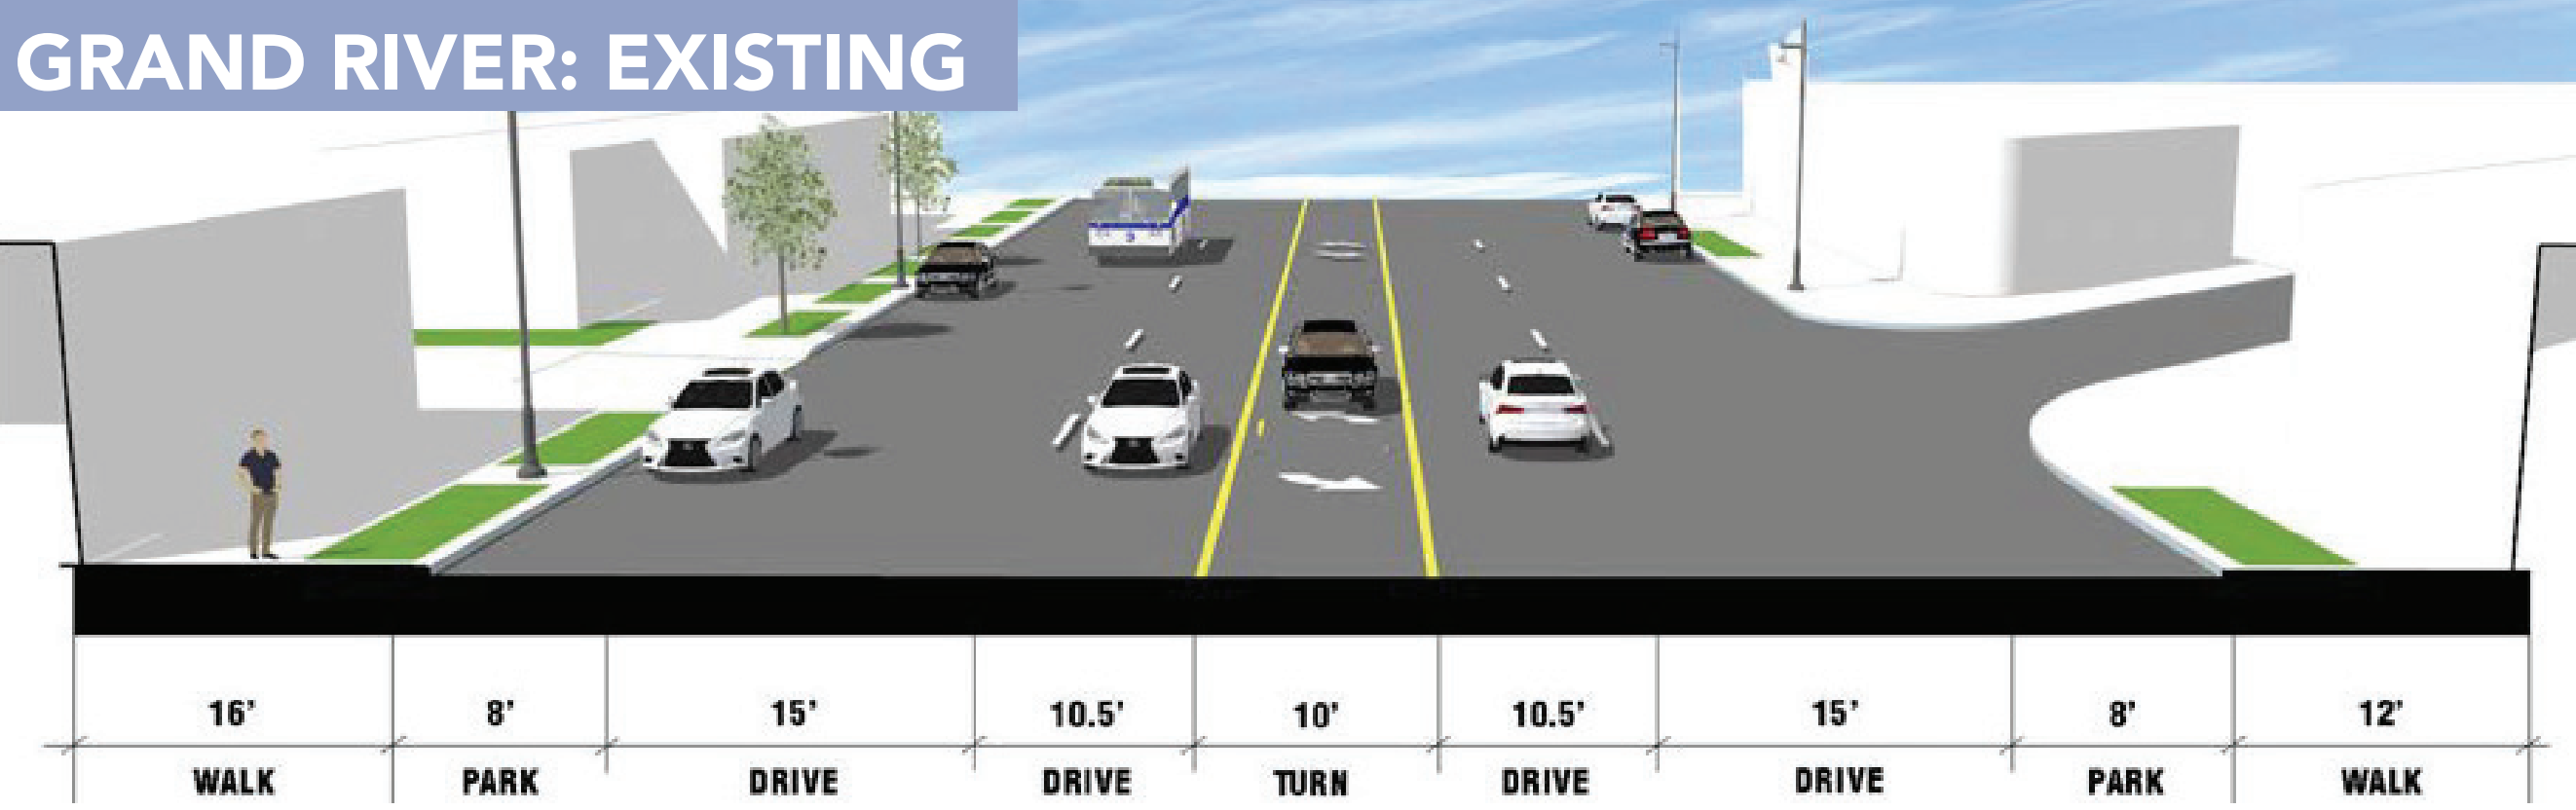 GRAND RIVER: EXISTING
16' 8' 15' 10.5' 10' 10.5' 15' 8' 12'
WALK PARK DRIVE DRIVE TURN DRIVE DRIVE PARK WALK